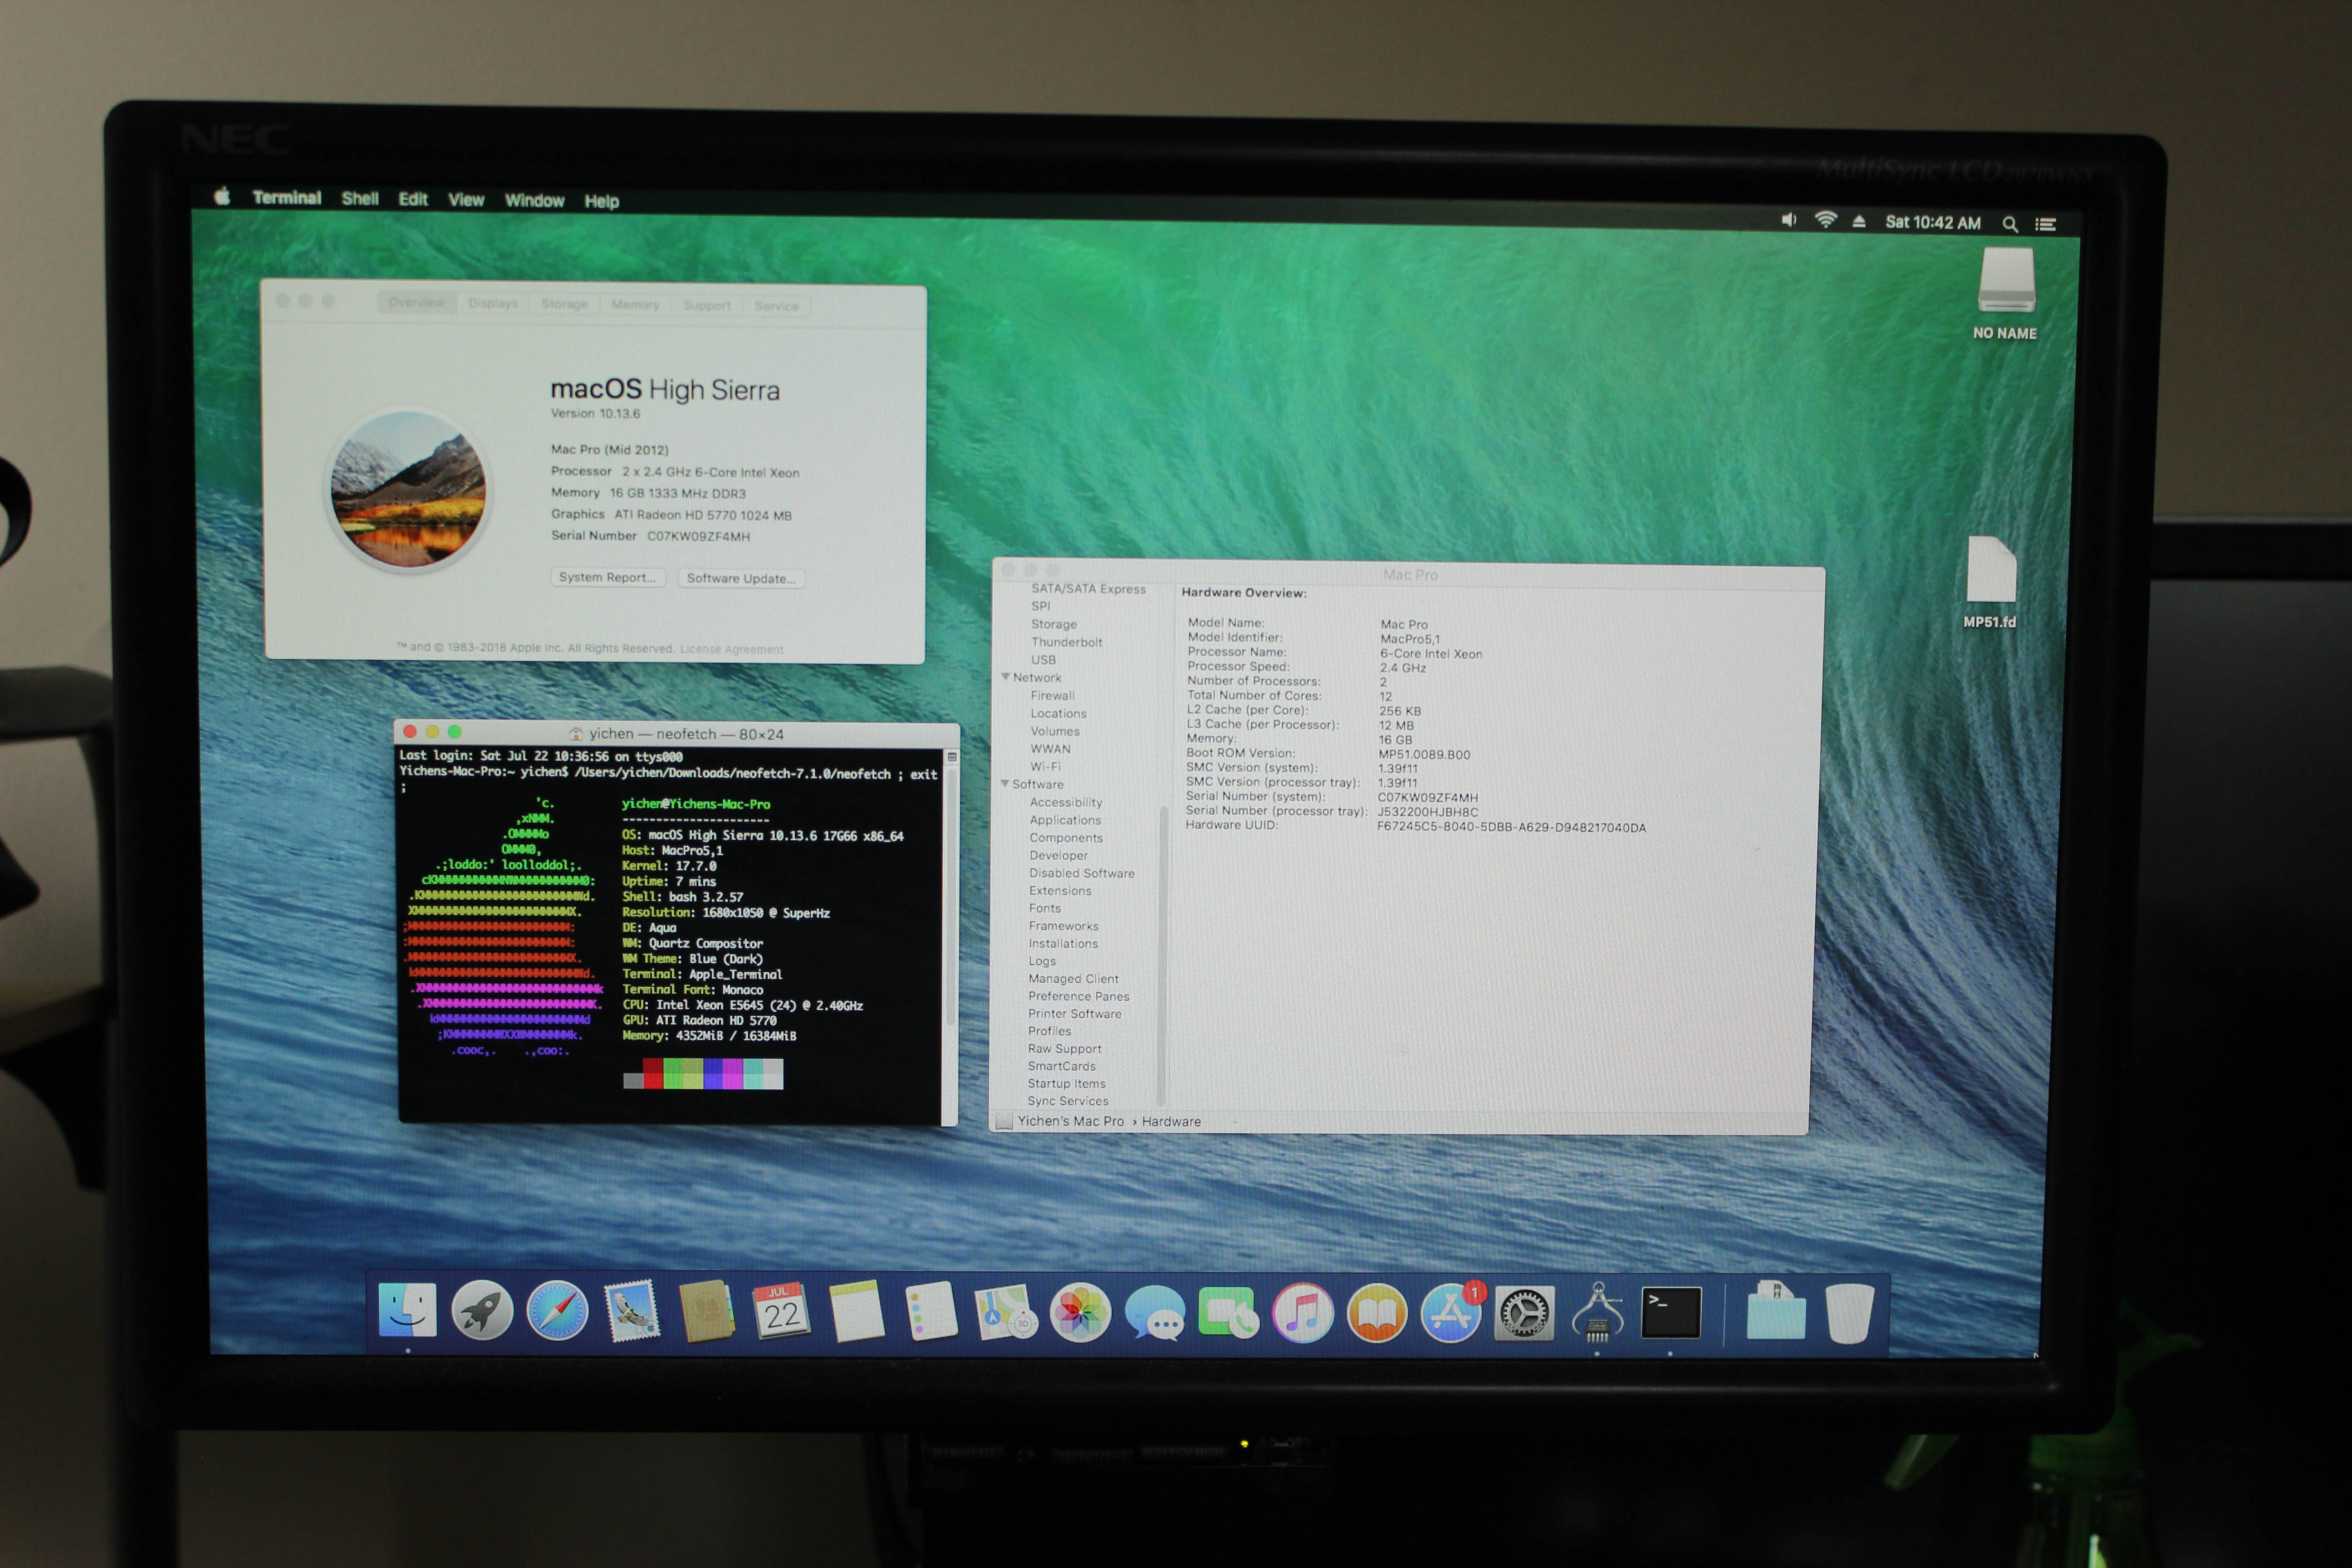 NEC
MultiSync LCD 2070WNX
Terminal Shell Edit View Window Help
Sat 10:42 AM
NO NAME
MP51.fd
Overview Displays Storage Memory Support Service
macOS High Sierra
Version 10.13.6
Mac Pro (Mid 2012)
Processor 2 x 2.4 GHz 6-Core Intel Xeon
Memory 16 GB 1333 MHz DDR3
Graphics ATI Radeon HD 5770 1024 MB
Serial Number C07KW09ZF4MH
System Report... Software Update...
™ and © 1983-2018 Apple Inc. All Rights Reserved. License Agreement
yichen — neofetch — 80×24
Last login: Sat Jul 22 10:36:56 on ttys000
Yichens-Mac-Pro:~ yichen$ /Users/yichen/Downloads/neofetch-7.1.0/neofetch ; exit
;
yichen@Yichens-Mac-Pro
----------------------
OS: macOS High Sierra 10.13.6 17G66 x86_64
Host: MacPro5,1
Kernel: 17.7.0
Uptime: 7 mins
Shell: bash 3.2.57
Resolution: 1680x1050 @ SuperHz
DE: Aqua
WM: Quartz Compositor
WM Theme: Blue (Dark)
Terminal: Apple_Terminal
Terminal Font: Monaco
CPU: Intel Xeon E5645 (24) @ 2.40GHz
GPU: ATI Radeon HD 5770
Memory: 4352MiB / 16384MiB
Mac Pro
SATA/SATA Express
SPI
Storage
Thunderbolt
USB
Network
Firewall
Locations
Volumes
WWAN
Wi-Fi
Software
Accessibility
Applications
Components
Developer
Disabled Software
Extensions
Fonts
Frameworks
Installations
Logs
Managed Client
Preference Panes
Printer Software
Profiles
Raw Support
SmartCards
Startup Items
Sync Services
Hardware Overview:
Model Name: Mac Pro
Model Identifier: MacPro5,1
Processor Name: 6-Core Intel Xeon
Processor Speed: 2.4 GHz
Number of Processors: 2
Total Number of Cores: 12
L2 Cache (per Core): 256 KB
L3 Cache (per Processor): 12 MB
Memory: 16 GB
Boot ROM Version: MP51.0089.B00
SMC Version (system): 1.39f11
SMC Version (processor tray): 1.39f11
Serial Number (system): C07KW09ZF4MH
Serial Number (processor tray): J532200HJBH8C
Hardware UUID: F67245C5-8040-5DBB-A629-D948217040DA
Yichen's Mac Pro › Hardware
JUL
22
3D
1
>_